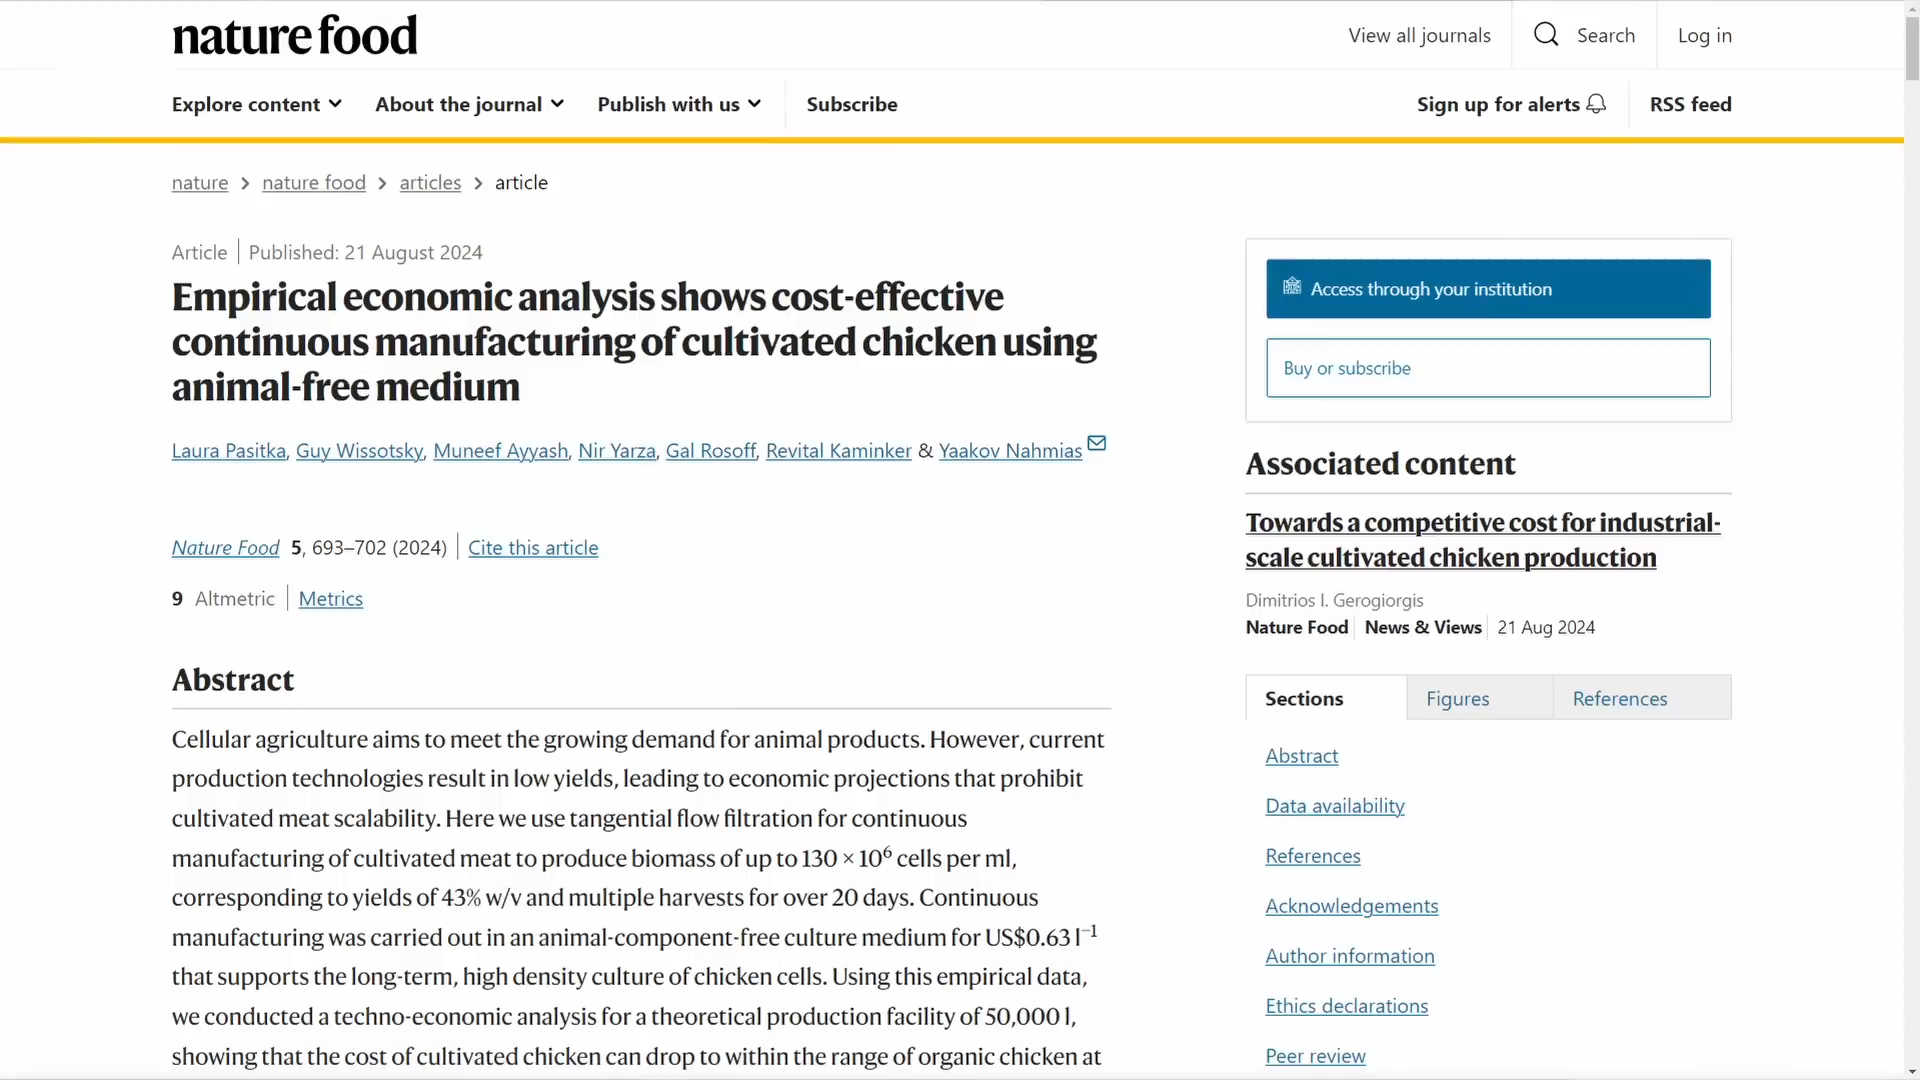 nature food
View all journals
Search
Log in
Explore content
About the journal
Publish with us
Subscribe
Sign up for alerts
RSS feed
nature > nature food > articles > article
Article | Published: 21 August 2024
Empirical economic analysis shows cost-effective
continuous manufacturing of cultivated chicken using
animal-free medium
Laura Pasitka, Guy Wissotsky, Muneef Ayyash, Nir Yarza, Gal Rosoff, Revital Kaminker & Yaakov Nahmias
Nature Food 5, 693–702 (2024) | Cite this article
9 Altmetric | Metrics
Abstract
Cellular agriculture aims to meet the growing demand for animal products. However, current
production technologies result in low yields, leading to economic projections that prohibit
cultivated meat scalability. Here we use tangential flow filtration for continuous
manufacturing of cultivated meat to produce biomass of up to 130 × 10⁶ cells per ml,
corresponding to yields of 43% w/v and multiple harvests for over 20 days. Continuous
manufacturing was carried out in an animal-component-free culture medium for US$0.63 l⁻¹
that supports the long-term, high density culture of chicken cells. Using this empirical data,
we conducted a techno-economic analysis for a theoretical production facility of 50,000 l,
showing that the cost of cultivated chicken can drop to within the range of organic chicken at
Access through your institution
Buy or subscribe
Associated content
Towards a competitive cost for industrial-
scale cultivated chicken production
Dimitrios I. Gerogiorgis
Nature Food | News & Views | 21 Aug 2024
Sections
Figures
References
Abstract
Data availability
References
Acknowledgements
Author information
Ethics declarations
Peer review